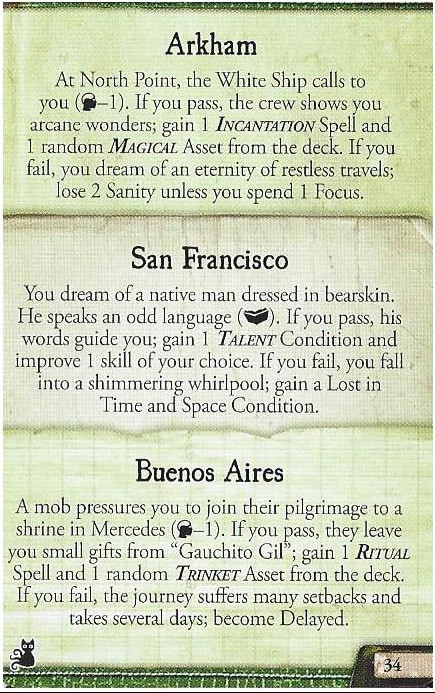 Arkham
At North Point, the White Ship calls to
you (–1). If you pass, the crew shows you
arcane wonders; gain 1 INCANTATION Spell and
1 random MAGICAL Asset from the deck. If you
fail, you dream of an eternity of restless travels;
lose 2 Sanity unless you spend 1 Focus.
San Francisco
You dream of a native man dressed in bearskin.
He speaks an odd language (). If you pass, his
words guide you; gain 1 TALENT Condition and
improve 1 skill of your choice. If you fail, you fall
into a shimmering whirlpool; gain a Lost in
Time and Space Condition.
Buenos Aires
A mob pressures you to join their pilgrimage to a
shrine in Mercedes (–1). If you pass, they leave
you small gifts from “Gauchito Gil”; gain 1 RITUAL
Spell and 1 random TRINKET Asset from the deck.
If you fail, the journey suffers many setbacks and
takes several days; become Delayed.
34